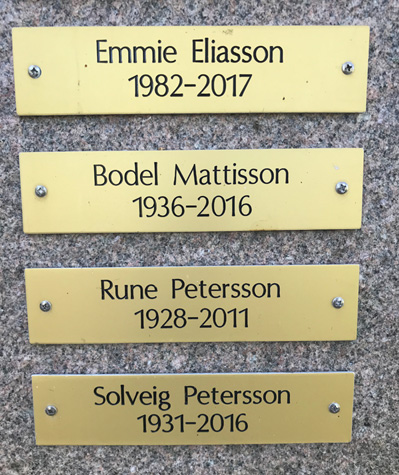 Emmie Eliasson
1982-2017
Bodel Mattisson
1936-2016
Rune Petersson
1928-2011
Solveig Petersson
1931-2016